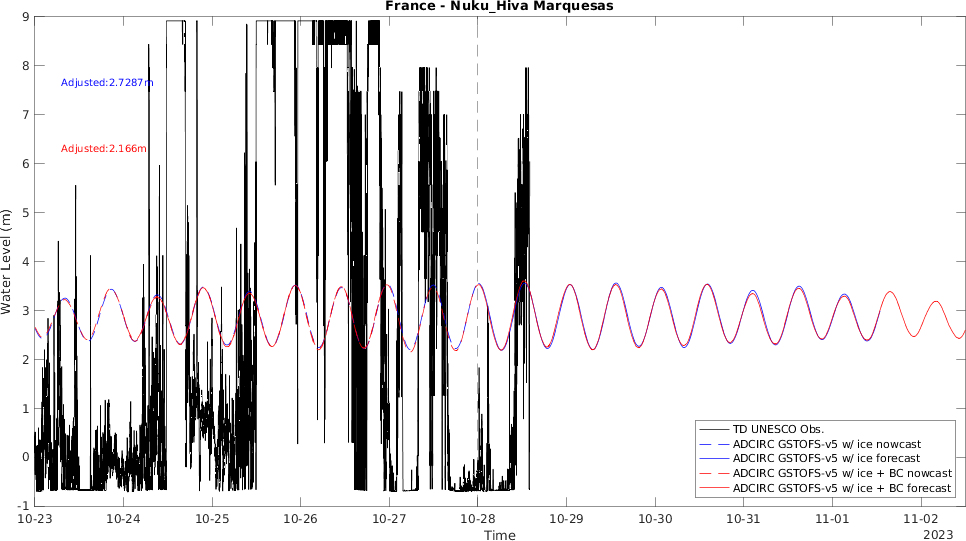 France - Nuku_Hiva Marquesas
Water Level (m)
9
8
7
6
5
4
3
2
1
0
-1
Adjusted:2.7287m
Adjusted:2.166m
TD UNESCO Obs.
ADCIRC GSTOFS-v5 w/ ice nowcast
ADCIRC GSTOFS-v5 w/ ice forecast
ADCIRC GSTOFS-v5 w/ ice + BC nowcast
ADCIRC GSTOFS-v5 w/ ice + BC forecast
10-23 10-24 10-25 10-26 10-27 10-28 10-29 10-30 10-31 11-01 11-02
Time
2023